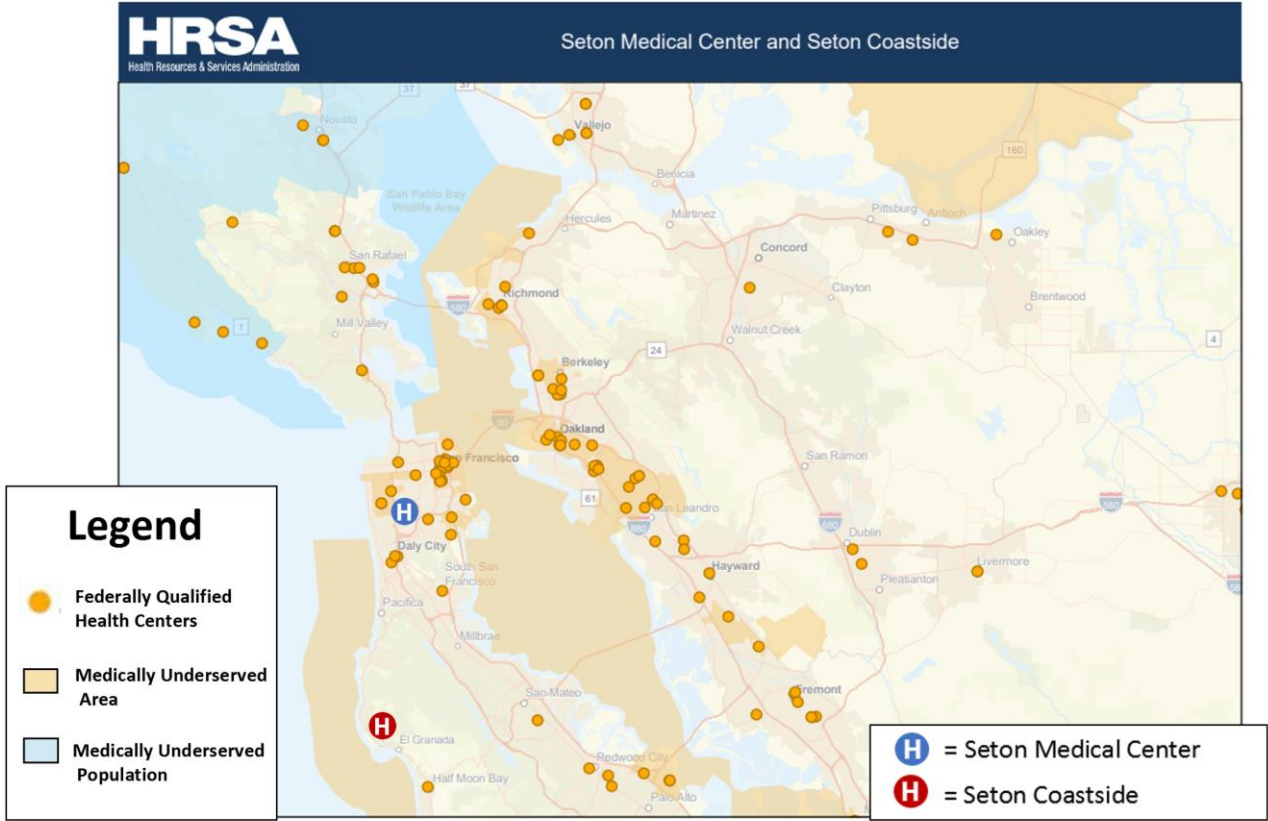 HRSA
Health Resources & Services Administration
Seton Medical Center and Seton Coastside
37
37
Novato
Vallejo
160
Benicia
San Pablo Bay
Wildlife Area
Hercules
Martinez
Pittsburg
Antioch
Oakley
San Rafael
Concord
580
Richmond
Clayton
Brentwood
1
Mill Valley
Walnut Creek
24
4
Berkeley
80
Oakland
Francisco
San Ramon
61
Leandro
880
680
580
Dublin
Daly City
South San
Francisco
Hayward
Livermore
Pleasanton
Pacifica
Millbrae
San Mateo
Fremont
El Granada
Redwood City
Half Moon Bay
Palo Alto
Legend
Federally Qualified
Health Centers
Medically Underserved
Area
Medically Underserved
Population
H
H
H = Seton Medical Center
H = Seton Coastside